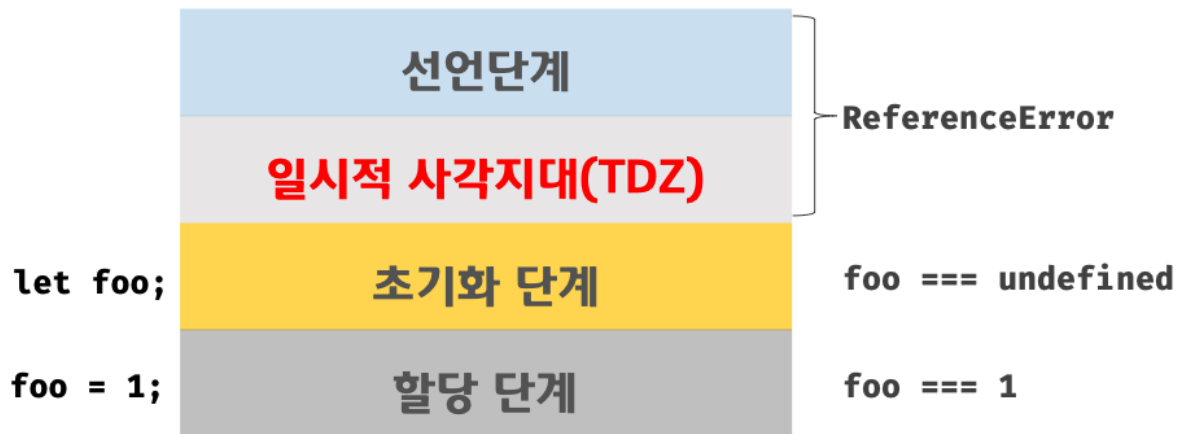 선언단계
일시적 사각지대(TDZ)
ReferenceError
let foo;
초기화 단계
foo === undefined
foo = 1;
할당 단계
foo === 1